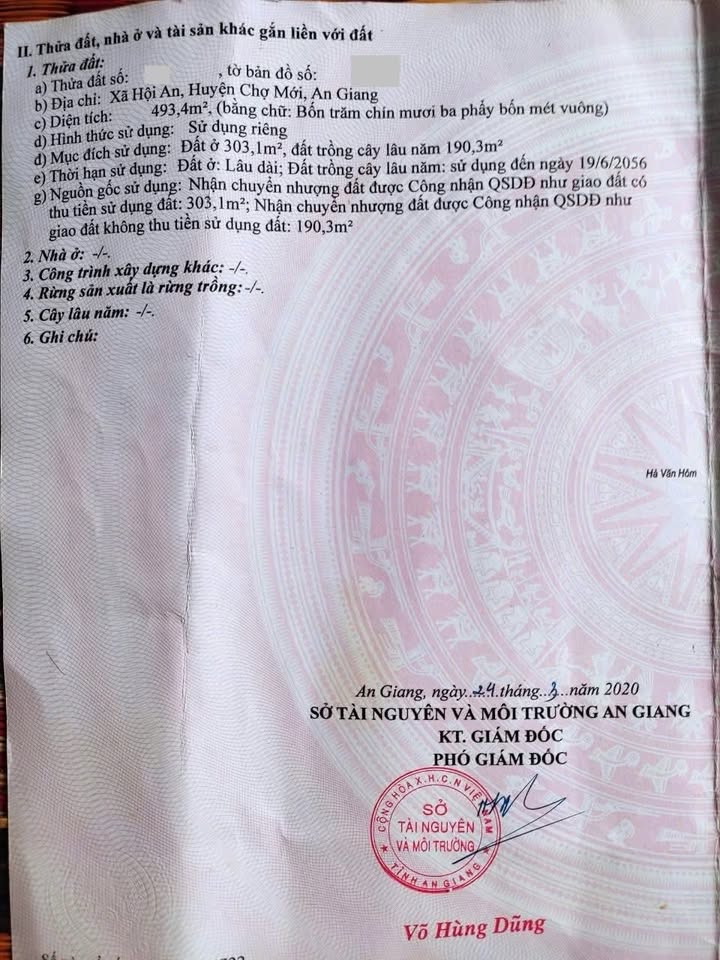 II. Thửa đất, nhà ở và tài sản khác gắn liền với đất
1. Thửa đất:
a) Thửa đất số: , tờ bản đồ số:
b) Địa chỉ: Xã Hội An, Huyện Chợ Mới, An Giang
c) Diện tích: 493,4m², (bằng chữ: Bốn trăm chín mươi ba phẩy bốn mét vuông)
d) Hình thức sử dụng: Sử dụng riêng
đ) Mục đích sử dụng: Đất ở 303,1m², đất trồng cây lâu năm 190,3m²
e) Thời hạn sử dụng: Đất ở: Lâu dài; Đất trồng cây lâu năm: sử dụng đến ngày 19/6/2056
g) Nguồn gốc sử dụng: Nhận chuyển nhượng đất được Công nhận QSDĐ như giao đất có
thu tiền sử dụng đất: 303,1m²; Nhận chuyển nhượng đất được Công nhận QSDĐ như
giao đất không thu tiền sử dụng đất: 190,3m²
2. Nhà ở: -/-.
3. Công trình xây dựng khác: -/-.
4. Rừng sản xuất là rừng trồng: -/-.
5. Cây lâu năm: -/-.
6. Ghi chú:
Hà Văn Hôm
An Giang, ngày..24.tháng..3..năm 2020
SỞ TÀI NGUYÊN VÀ MÔI TRƯỜNG AN GIANG
KT. GIÁM ĐỐC
PHÓ GIÁM ĐỐC
CỘNG HÒA X.H.C.N VIỆT NAM
SỞ
TÀI NGUYÊN
VÀ MÔI TRƯỜNG
TỈNH AN GIANG
Võ Hùng Dũng